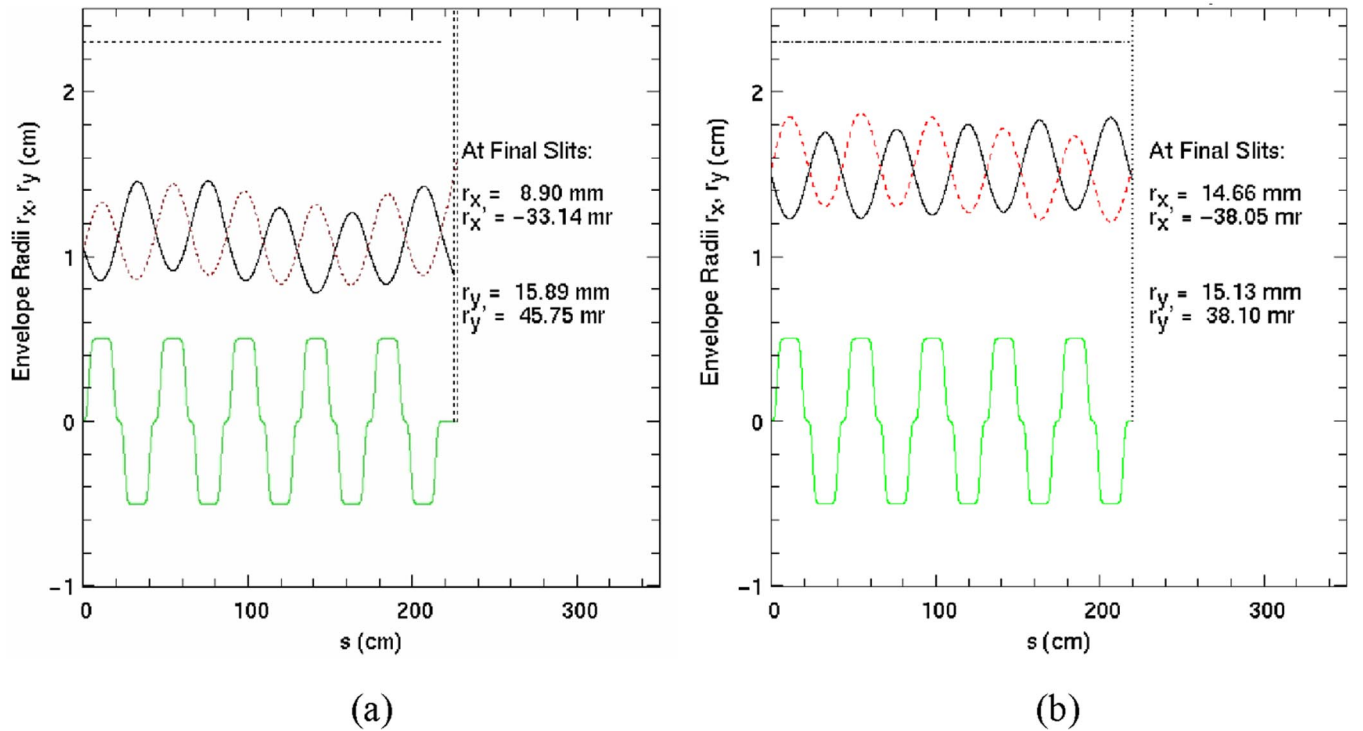 Envelope Radii r_x, r_y (cm)
2
1
0
−1
At Final Slits:
r_x, = 8.90 mm
r_x = −33.14 mr
r_y, = 15.89 mm
r_y = 45.75 mr
0
100
200
300
s (cm)
(a)
Envelope Radii r_x, r_y (cm)
2
1
0
−1
At Final Slits:
r_x, = 14.66 mm
r_x = −38.05 mr
r_y, = 15.13 mm
r_y = 38.10 mr
0
100
200
300
s (cm)
(b)